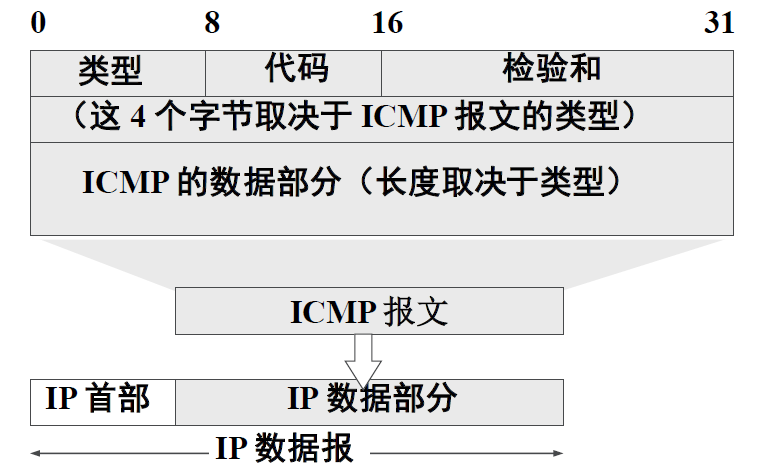 0 8 16 31
类型 代码 检验和
（这 4 个字节取决于 ICMP 报文的类型）
ICMP 的数据部分（长度取决于类型）
ICMP 报文
IP 首部 IP 数据部分
IP 数据报